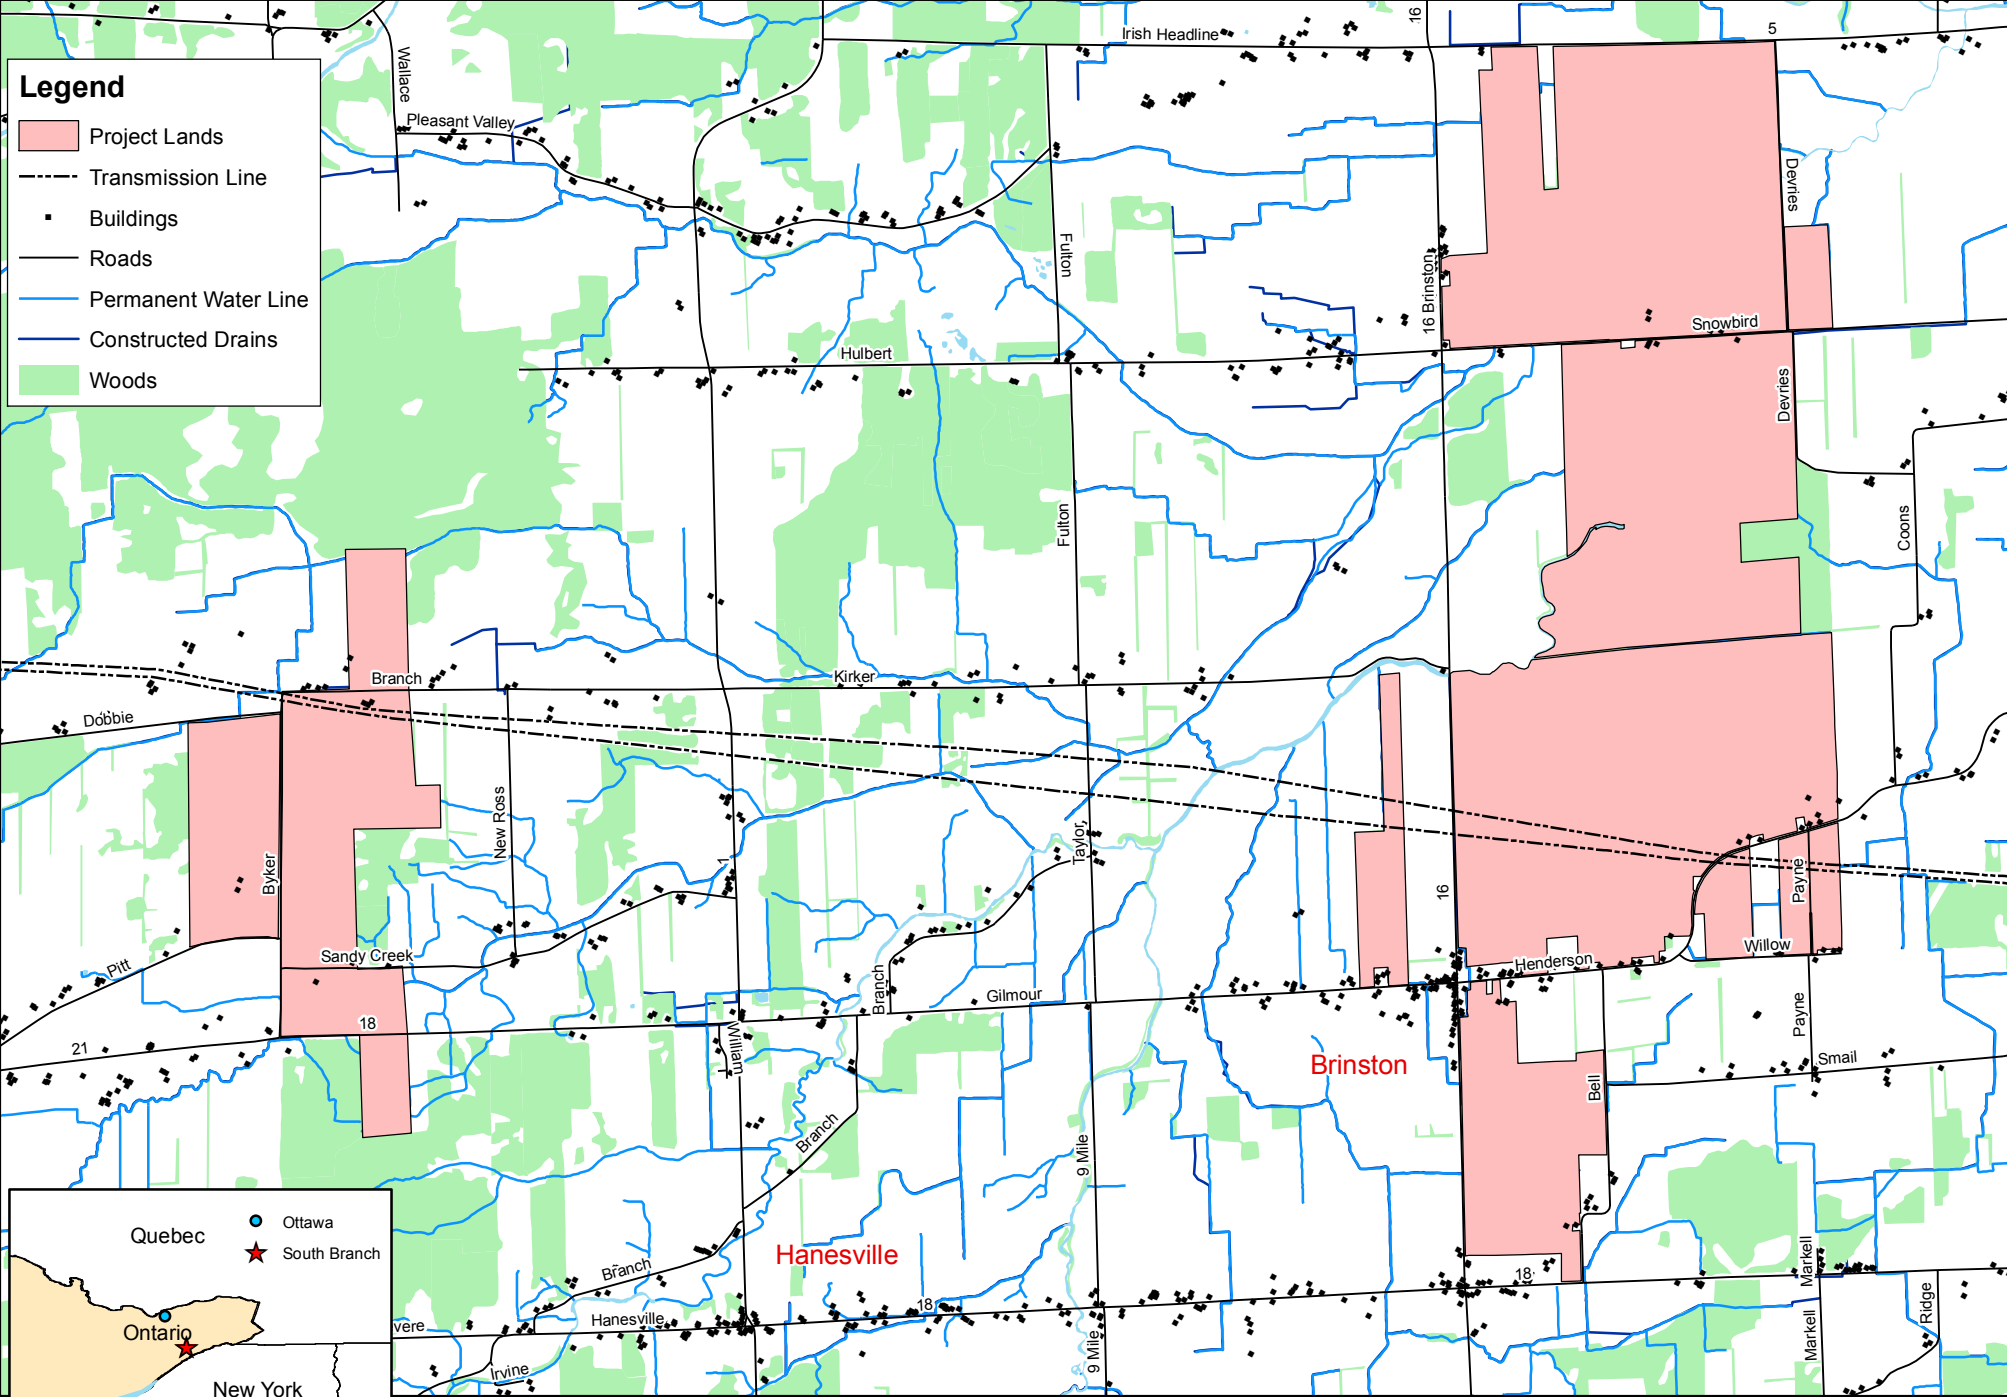 Irish Headline
16
5
Wallace
Legend
Project Lands
Transmission Line
Buildings
Roads
Permanent Water Line
Constructed Drains
Woods
Pleasant Valley
Devries
Fulton
16 Brinston
Snowbird
Hulbert
Devries
Fulton
Coons
Branch
Kirker
Dobbie
New Ross
Taylor
Byker
1
16
Payne
Sandy Creek
Pitt
Henderson
Willow
Branch
Gilmour
18
21
William
Payne
Smail
Brinston
Bell
Branch
9 Mile
Quebec
Ottawa
South Branch
Hanesville
Branch
Markell
18
18
Hanesville
vere
Ontario
Irvine
9 Mile
Markell
Ridge
New York